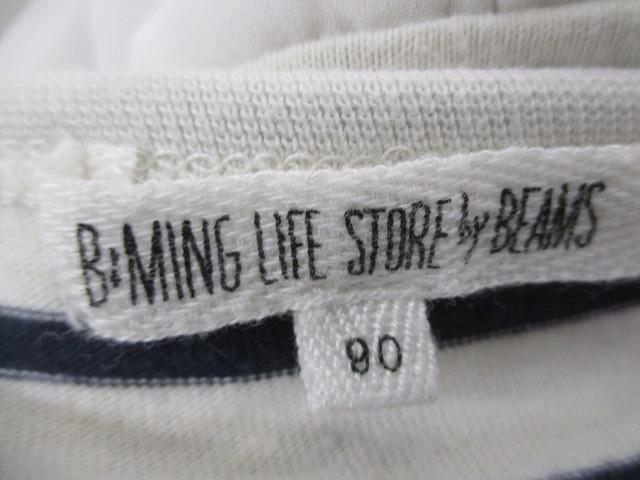 B:MING LIFE STORE by BEAMS
90